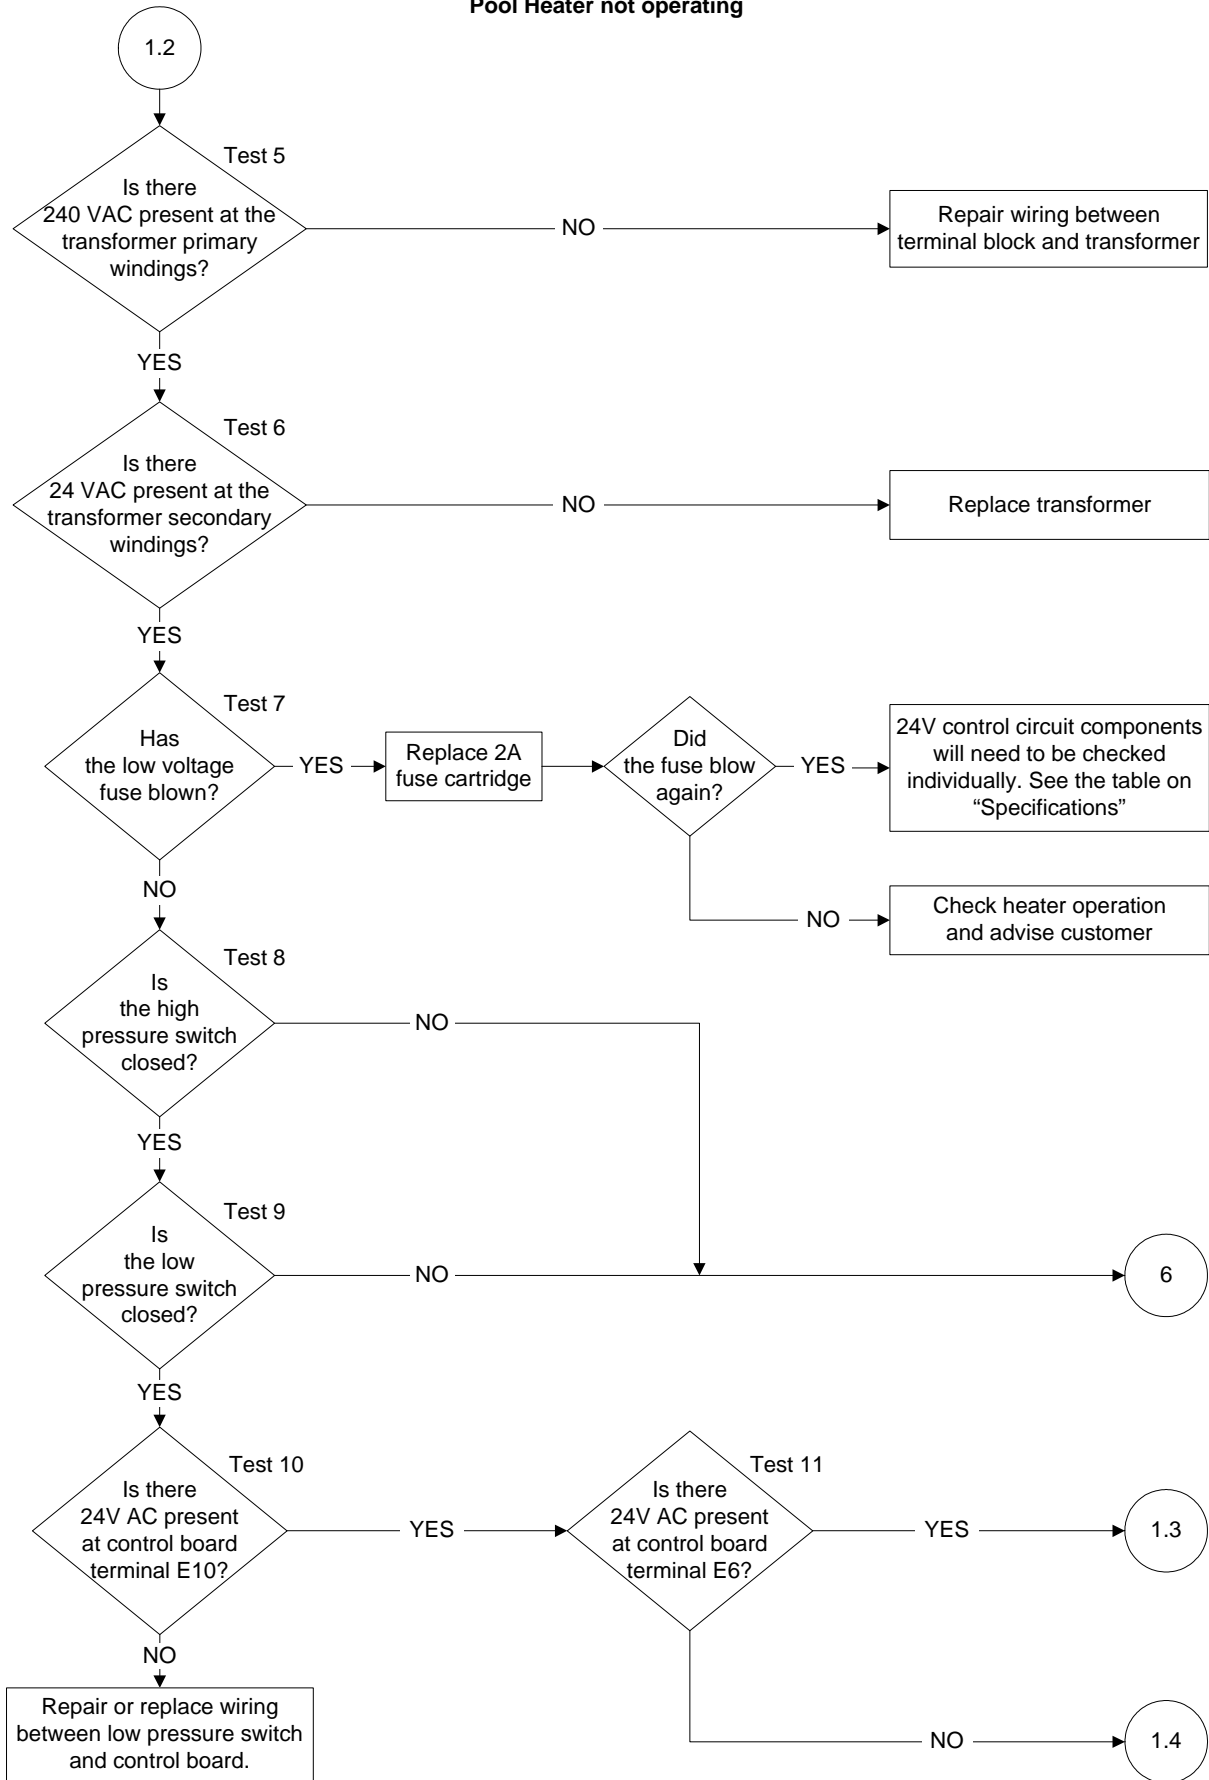 Pool Heater not operating
1.2
Test 5
Is there
240 VAC present at the
transformer primary
windings?
NO
Repair wiring between
terminal block and transformer
YES
Test 6
Is there
24 VAC present at the
transformer secondary
windings?
NO
Replace transformer
YES
Test 7
Has
the low voltage
fuse blown?
YES
Replace 2A
fuse cartridge
Did
the fuse blow
again?
YES
24V control circuit components
will need to be checked
individually. See the table on
“Specifications”
NO
Check heater operation
and advise customer
NO
Test 8
Is
the high
pressure switch
closed?
NO
YES
Test 9
Is
the low
pressure switch
closed?
NO
6
YES
Test 10
Is there
24V AC present
at control board
terminal E10?
YES
Test 11
Is there
24V AC present
at control board
terminal E6?
YES
1.3
NO
Repair or replace wiring
between low pressure switch
and control board.
NO
1.4